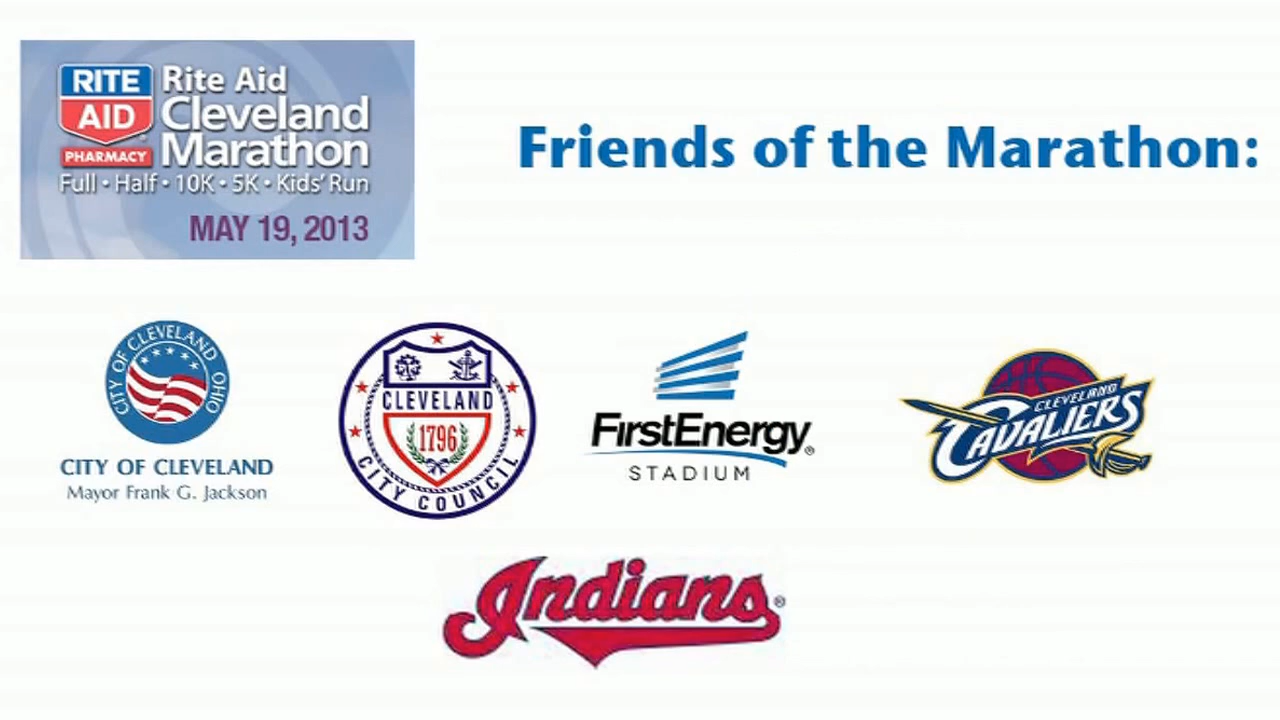 RITE
AID
PHARMACY
Rite Aid
Cleveland
Marathon
Full • Half • 10K • 5K • Kids' Run
MAY 19, 2013
Friends of the Marathon:
CITY OF CLEVELAND OHIO
CITY OF CLEVELAND
Mayor Frank G. Jackson
CLEVELAND
1796
CITY COUNCIL
FirstEnergy®
STADIUM
CLEVELAND
CAVALIERS
Indians®